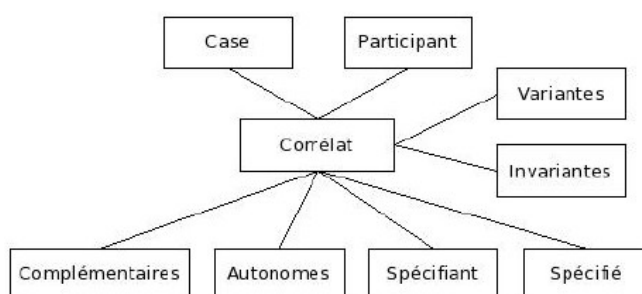 Case
Participant
Variantes
Corrélat
Invariantes
Complémentaires
Autonomes
Spécifiant
Spécifié